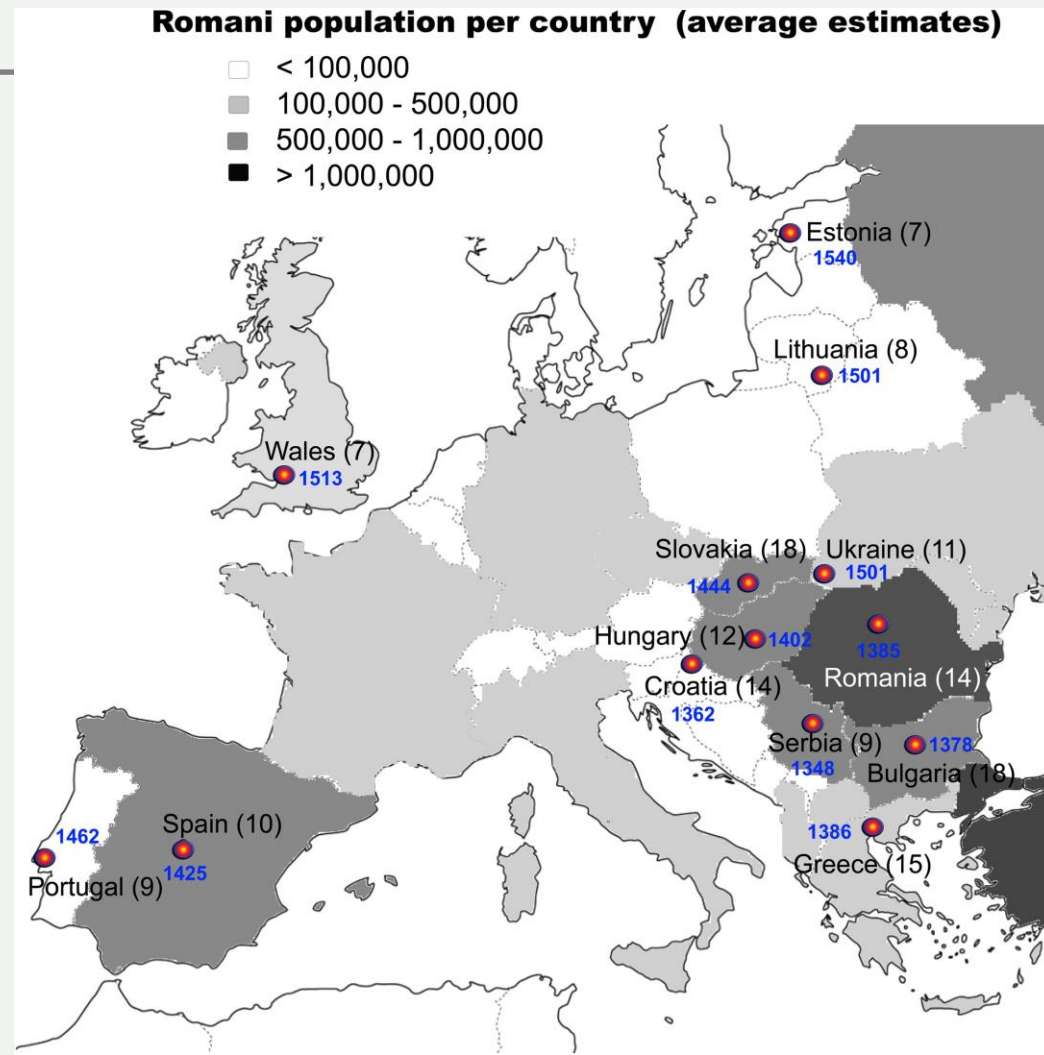 Romani population per country (average estimates)
< 100,000
100,000 - 500,000
500,000 - 1,000,000
> 1,000,000
Estonia (7)
1540
Lithuania (8)
1501
Wales (7)
1513
Slovakia (18)
1444
Ukraine (11)
1501
Hungary (12)
1402
1385
Romania (14)
Croatia (14)
1362
Serbia (9)
1348
1378
Bulgaria (18)
1386
Greece (15)
Spain (10)
1425
1462
Portugal (9)